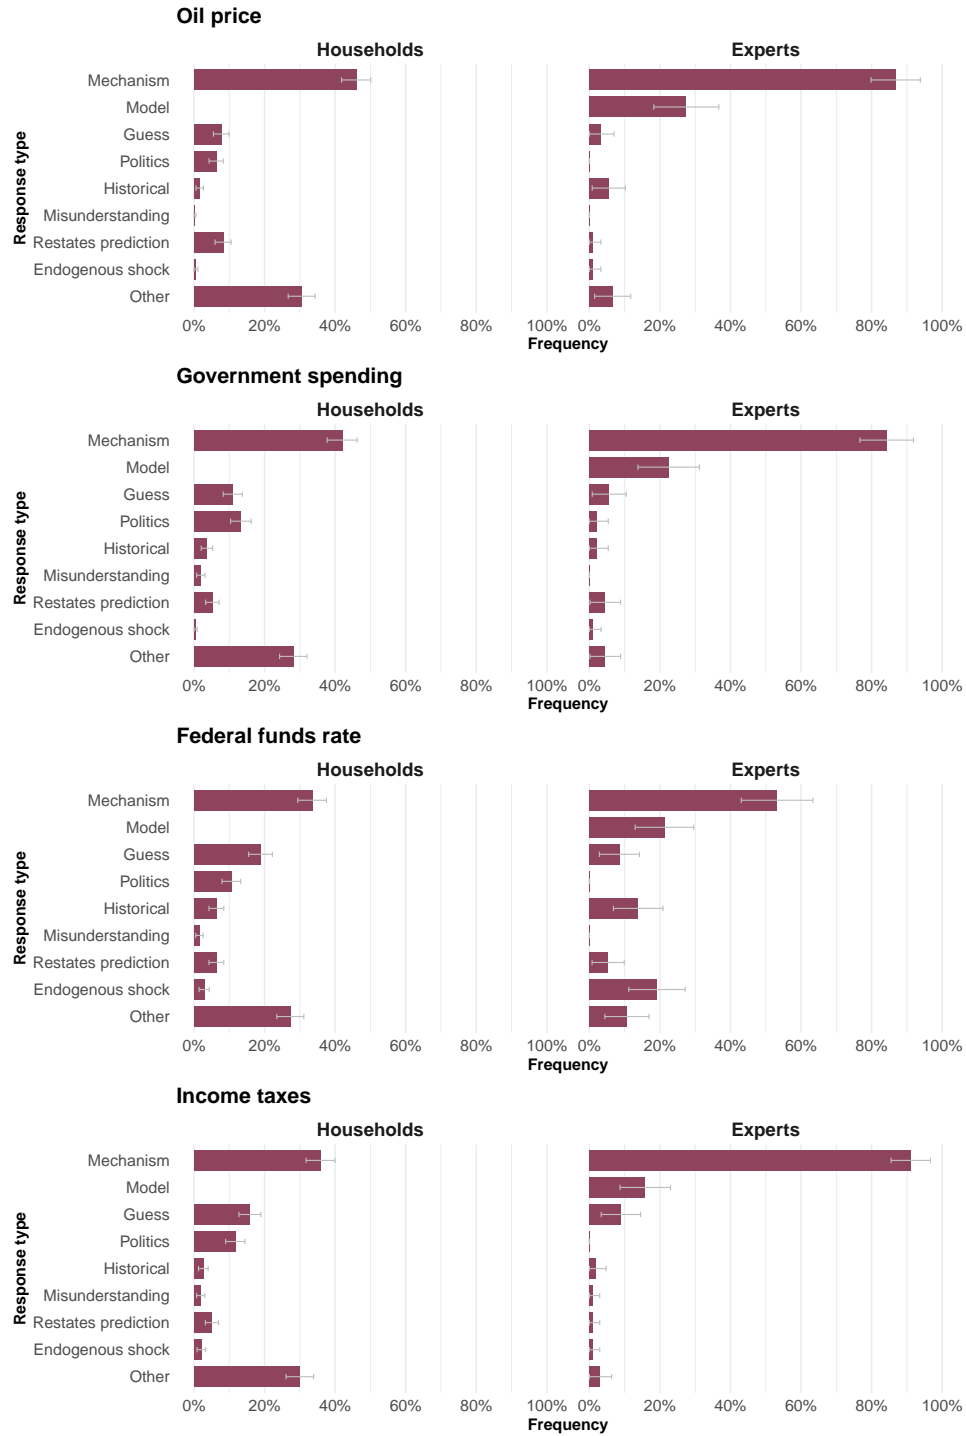 Oil price
Households Experts
Response type
Mechanism
Model
Guess
Politics
Historical
Misunderstanding
Restates prediction
Endogenous shock
Other
0% 20% 40% 60% 80% 100% 0% 20% 40% 60% 80% 100%
Frequency
Government spending
Households Experts
Response type
Mechanism
Model
Guess
Politics
Historical
Misunderstanding
Restates prediction
Endogenous shock
Other
0% 20% 40% 60% 80% 100% 0% 20% 40% 60% 80% 100%
Frequency
Federal funds rate
Households Experts
Response type
Mechanism
Model
Guess
Politics
Historical
Misunderstanding
Restates prediction
Endogenous shock
Other
0% 20% 40% 60% 80% 100% 0% 20% 40% 60% 80% 100%
Frequency
Income taxes
Households Experts
Response type
Mechanism
Model
Guess
Politics
Historical
Misunderstanding
Restates prediction
Endogenous shock
Other
0% 20% 40% 60% 80% 100% 0% 20% 40% 60% 80% 100%
Frequency